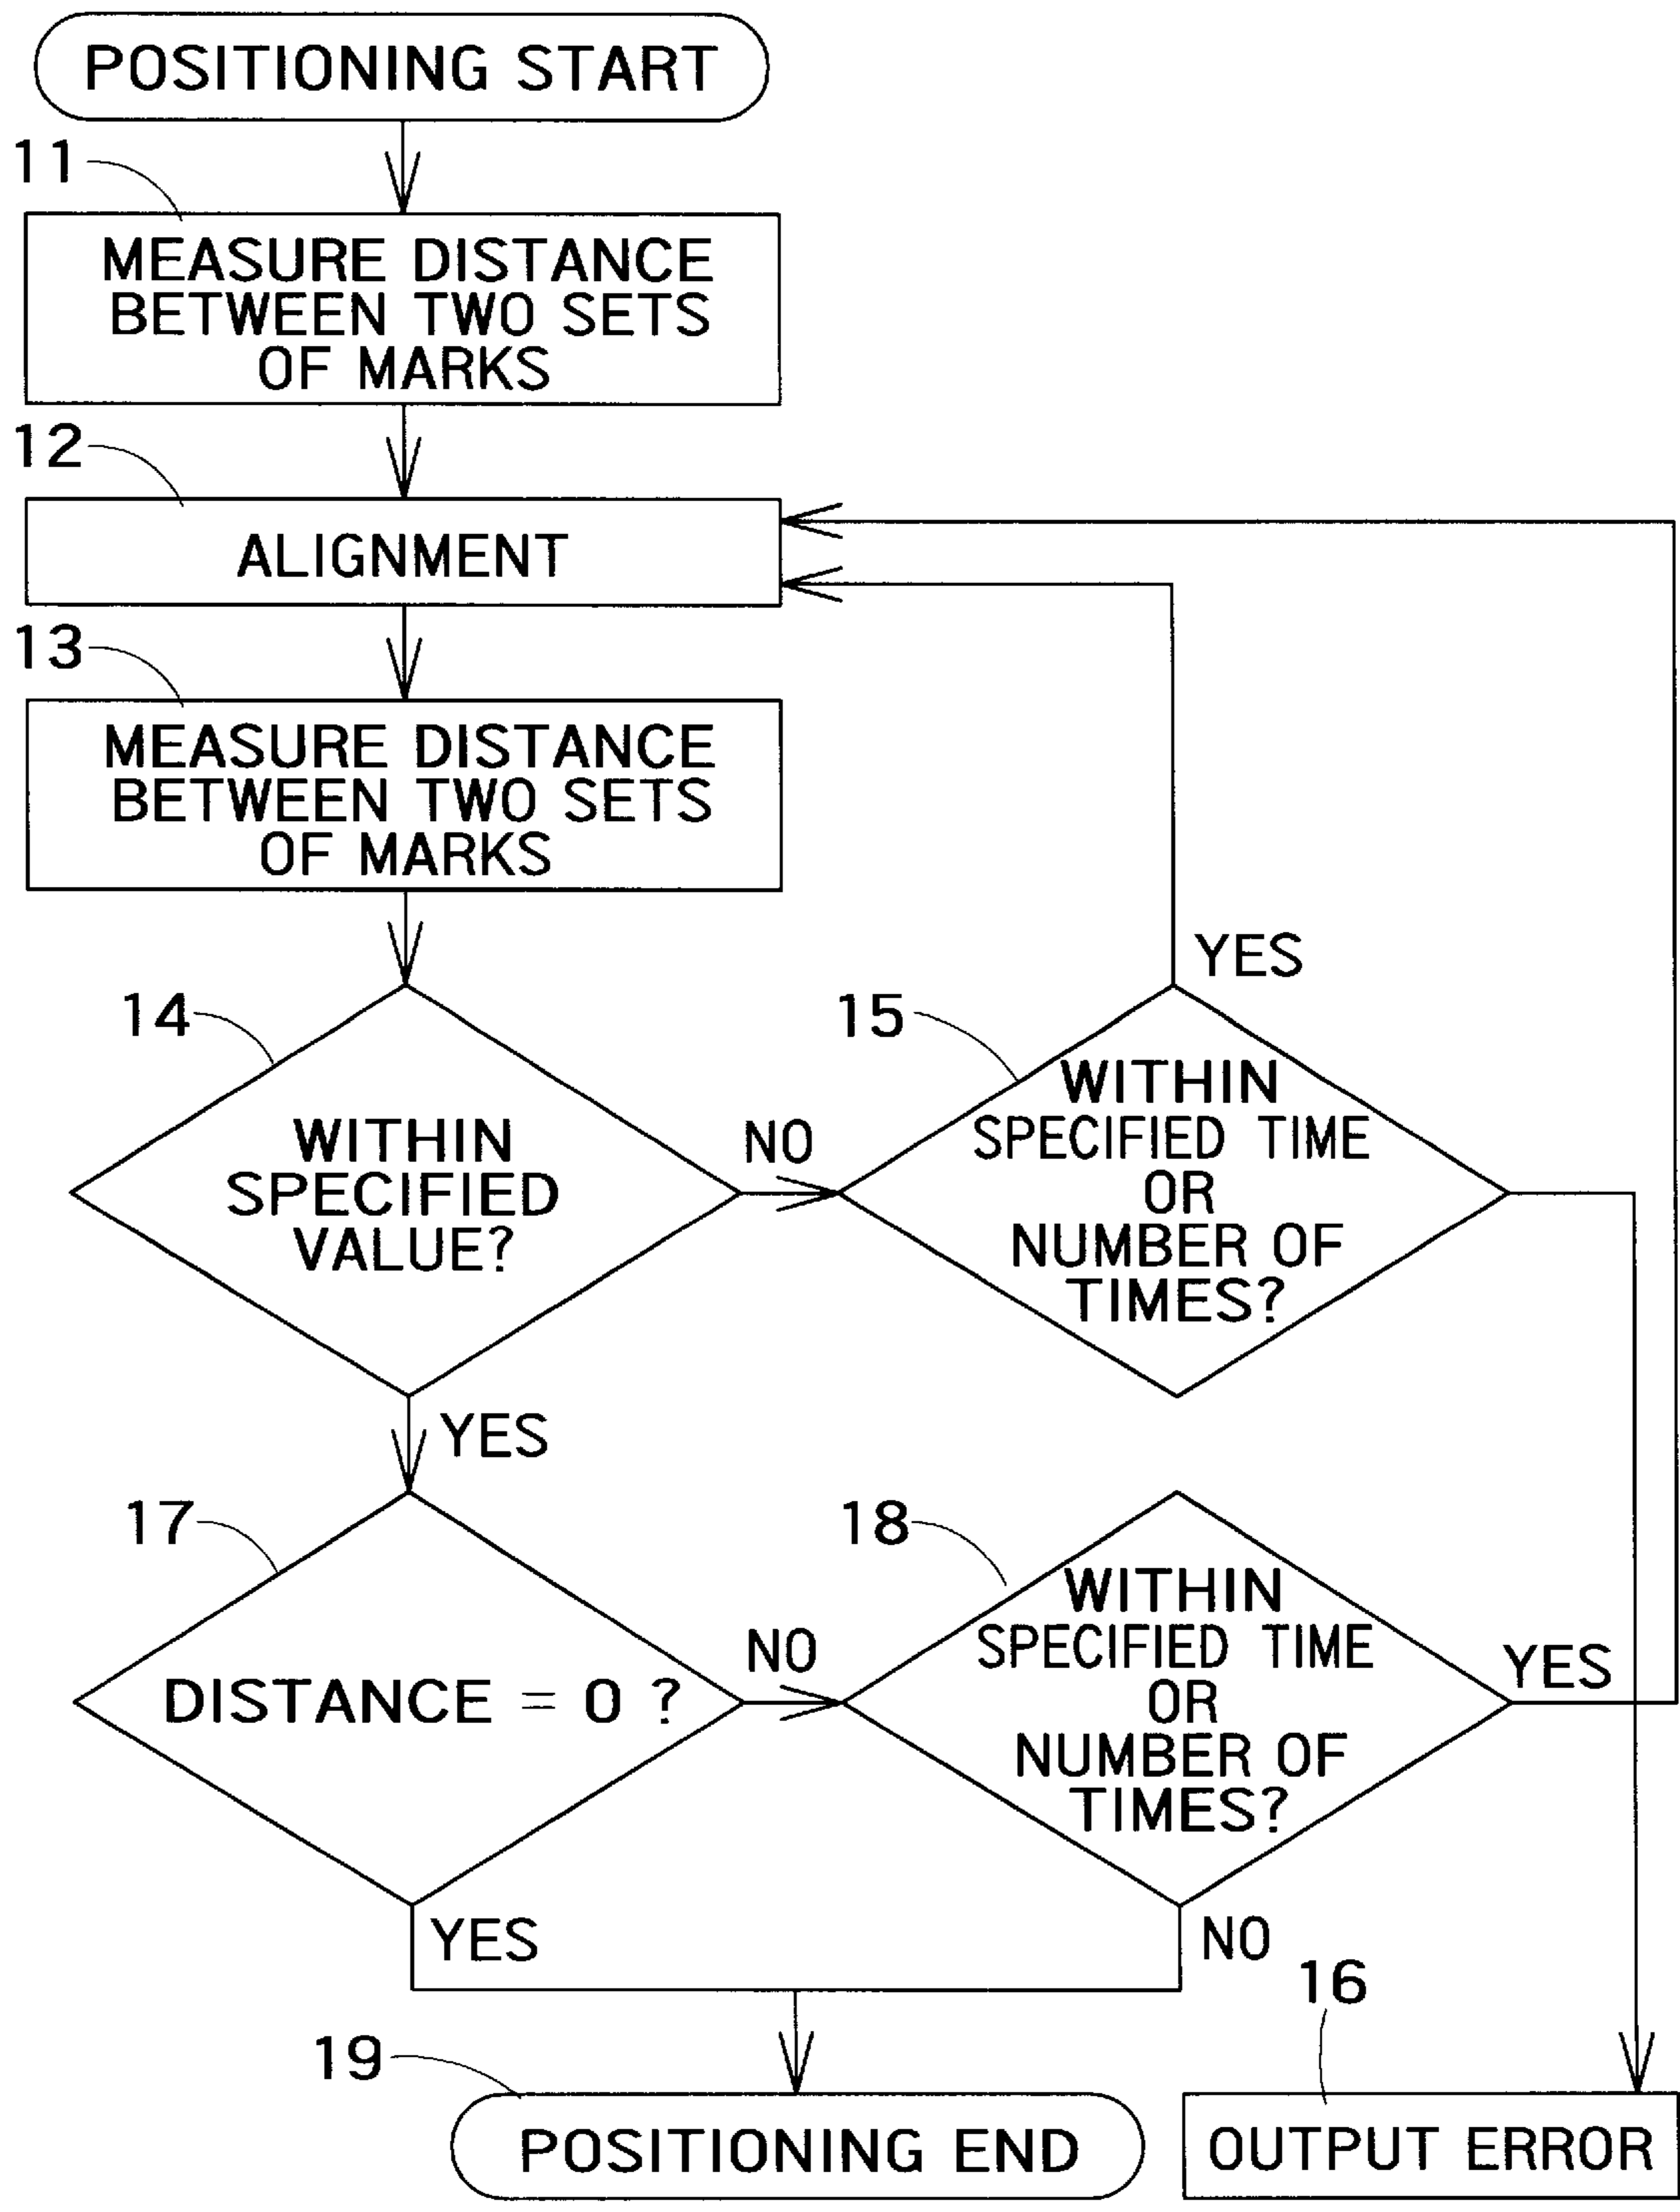 POSITIONING START
11
MEASURE DISTANCE
BETWEEN TWO SETS
OF MARKS
12
ALIGNMENT
13
MEASURE DISTANCE
BETWEEN TWO SETS
OF MARKS
14
WITHIN
SPECIFIED
VALUE?
NO
YES
15
WITHIN
SPECIFIED TIME
OR
NUMBER OF
TIMES?
YES
17
DISTANCE = 0 ?
NO
18
WITHIN
SPECIFIED TIME
OR
NUMBER OF
TIMES?
YES
YES
NO
19
POSITIONING END
16
OUTPUT ERROR